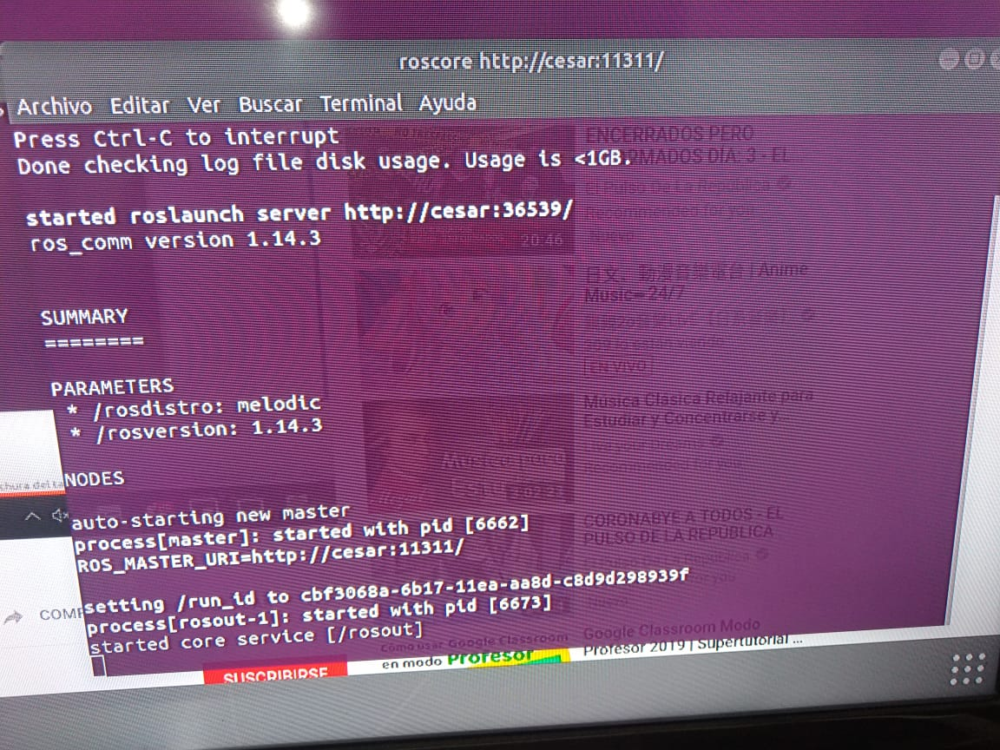 roscore http://cesar:11311/
Archivo Editar Ver Buscar Terminal Ayuda
Press Ctrl-C to interrupt
Done checking log file disk usage. Usage is <1GB.
started roslaunch server http://cesar:36539/
ros_comm version 1.14.3
SUMMARY
========
PARAMETERS
* /rosdistro: melodic
* /rosversion: 1.14.3
NODES
auto-starting new master
process[master]: started with pid [6662]
ROS_MASTER_URI=http://cesar:11311/
setting /run_id to cbf3068a-6b17-11ea-aa8d-c8d9d298939f
process[rosout-1]: started with pid [6673]
started core service [/rosout]
ENCERRADOS PERO
DÍA: 3 - EL
El Pulso De La República
20:46
Anime
Music - 24/7
EN VIVO
Música Clásica Relajante para
Estudiar y Concentrarse y...
CORONABYE A TODOS - EL
PULSO DE LA REPÚBLICA
SUSCRIBIRSE
Cómo usar Google Classroom
en modo Profesor
Google Classroom Modo
Profesor 2019 | Supertutorial ...